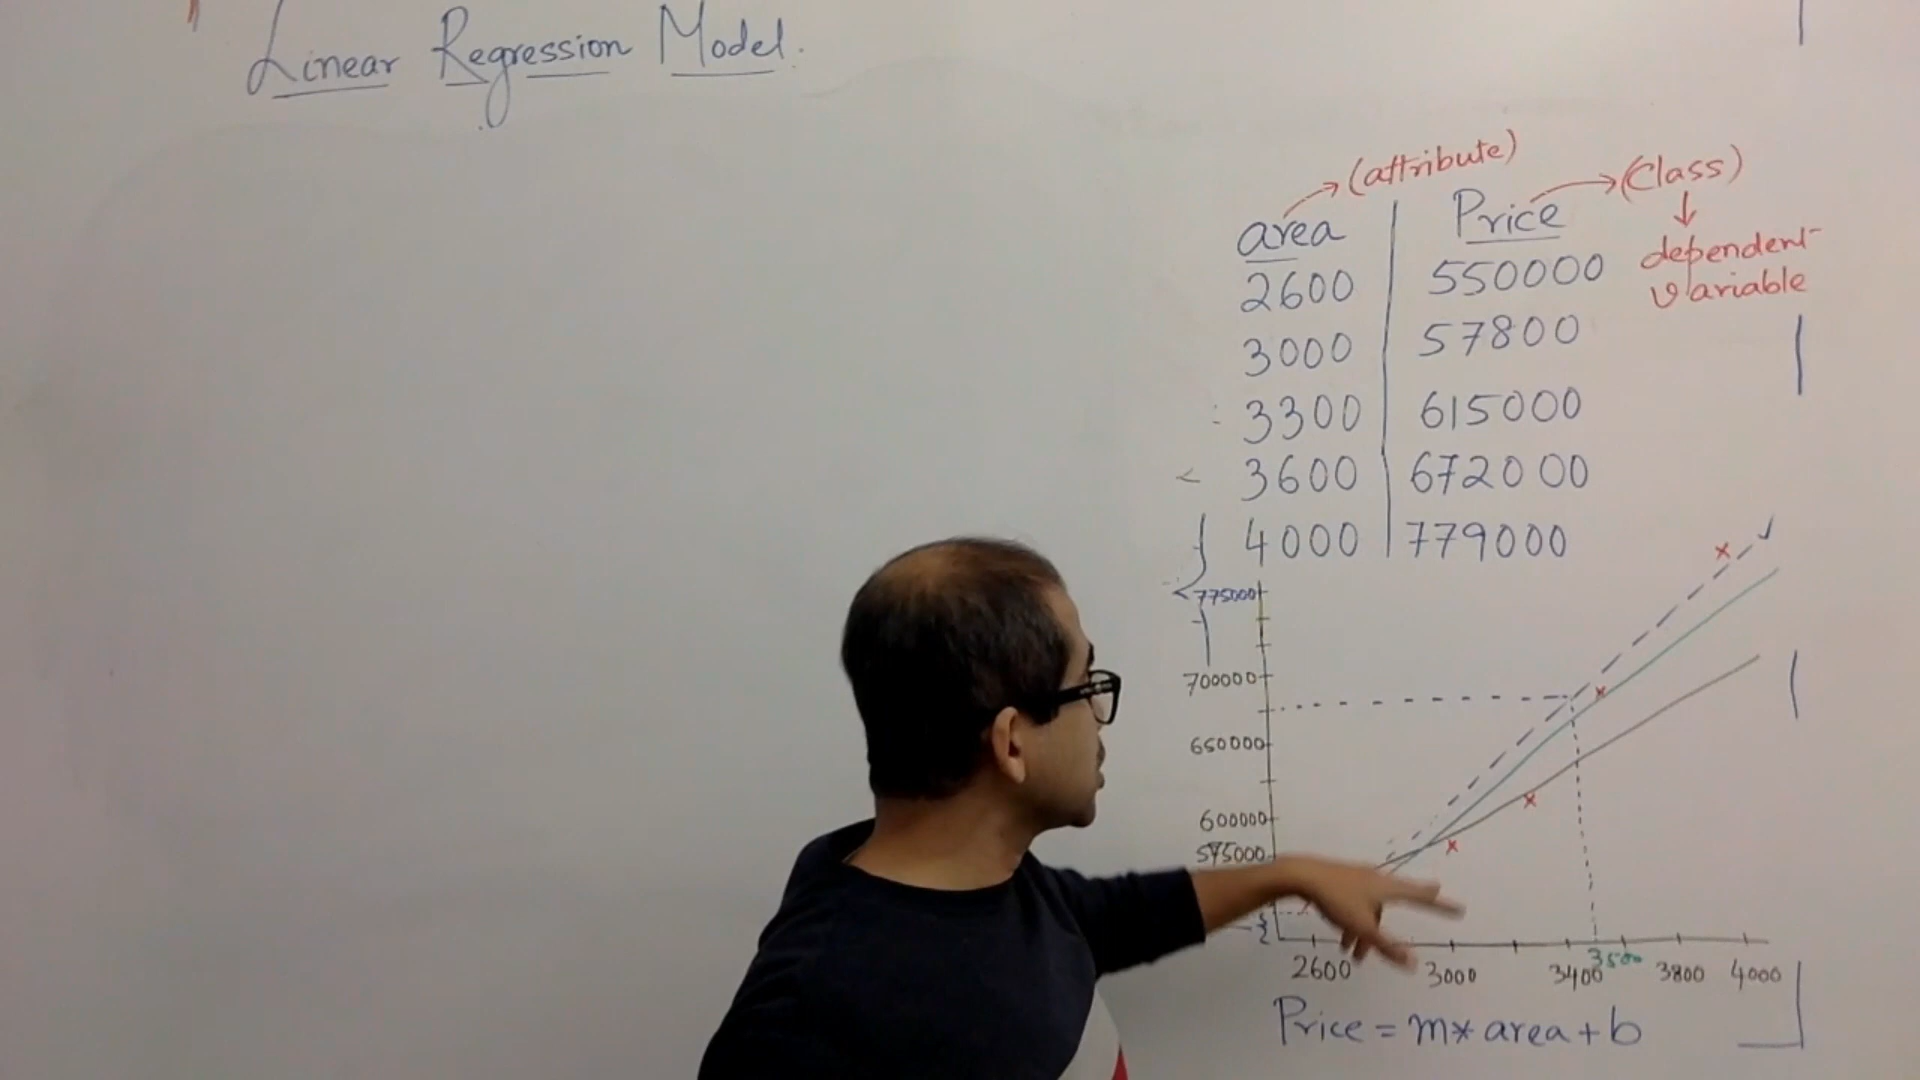 Linear Regression Model.
(attribute)
(Class)
area Price
dependent
variable
2600 550000
3000 57800
3300 615000
3600 672000
4000 779000
775000
700000
650000
600000
575000
2600 3000 3400 3500 3800 4000
Price = m* area + b